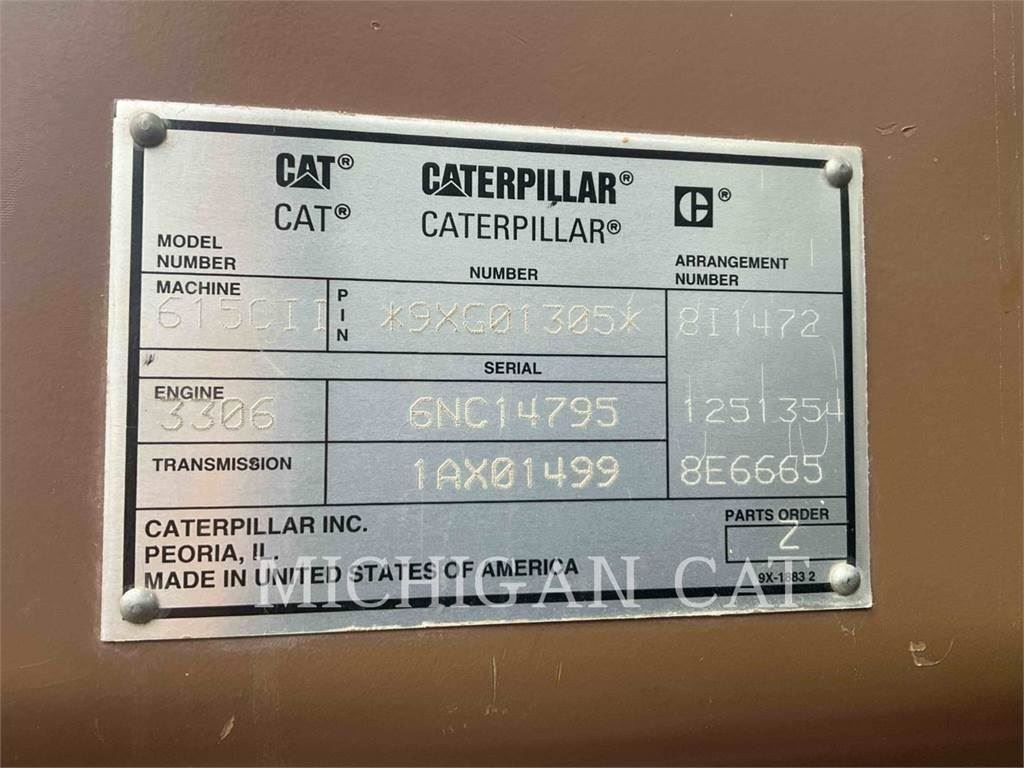 CAT® CATERPILLAR® ®
CAT® CATERPILLAR®
MODEL NUMBER NUMBER ARRANGEMENT NUMBER
MACHINE PIN
615CII *9XG01305* 8I1472
SERIAL
ENGINE
3306 6NC14795 1251354
TRANSMISSION 1AX01499 8E6665
CATERPILLAR INC. PARTS ORDER
PEORIA, IL. Z
MADE IN UNITED STATES OF AMERICA 9X-1883 2
MICHIGAN CAT